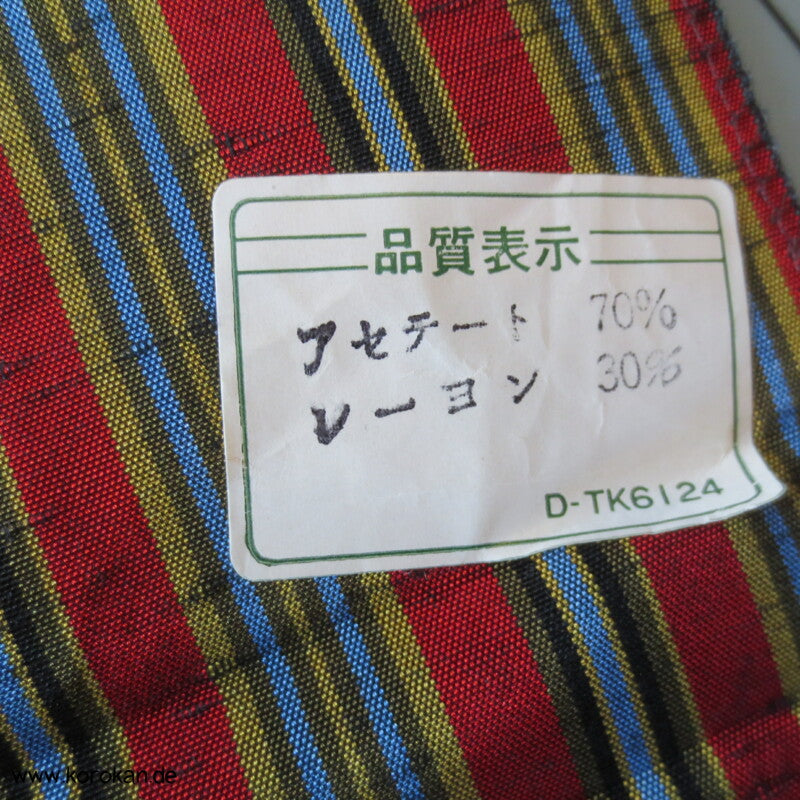 品質表示
アセテート 70%
レーヨン 30%
D-TK6124
www.korokan.de